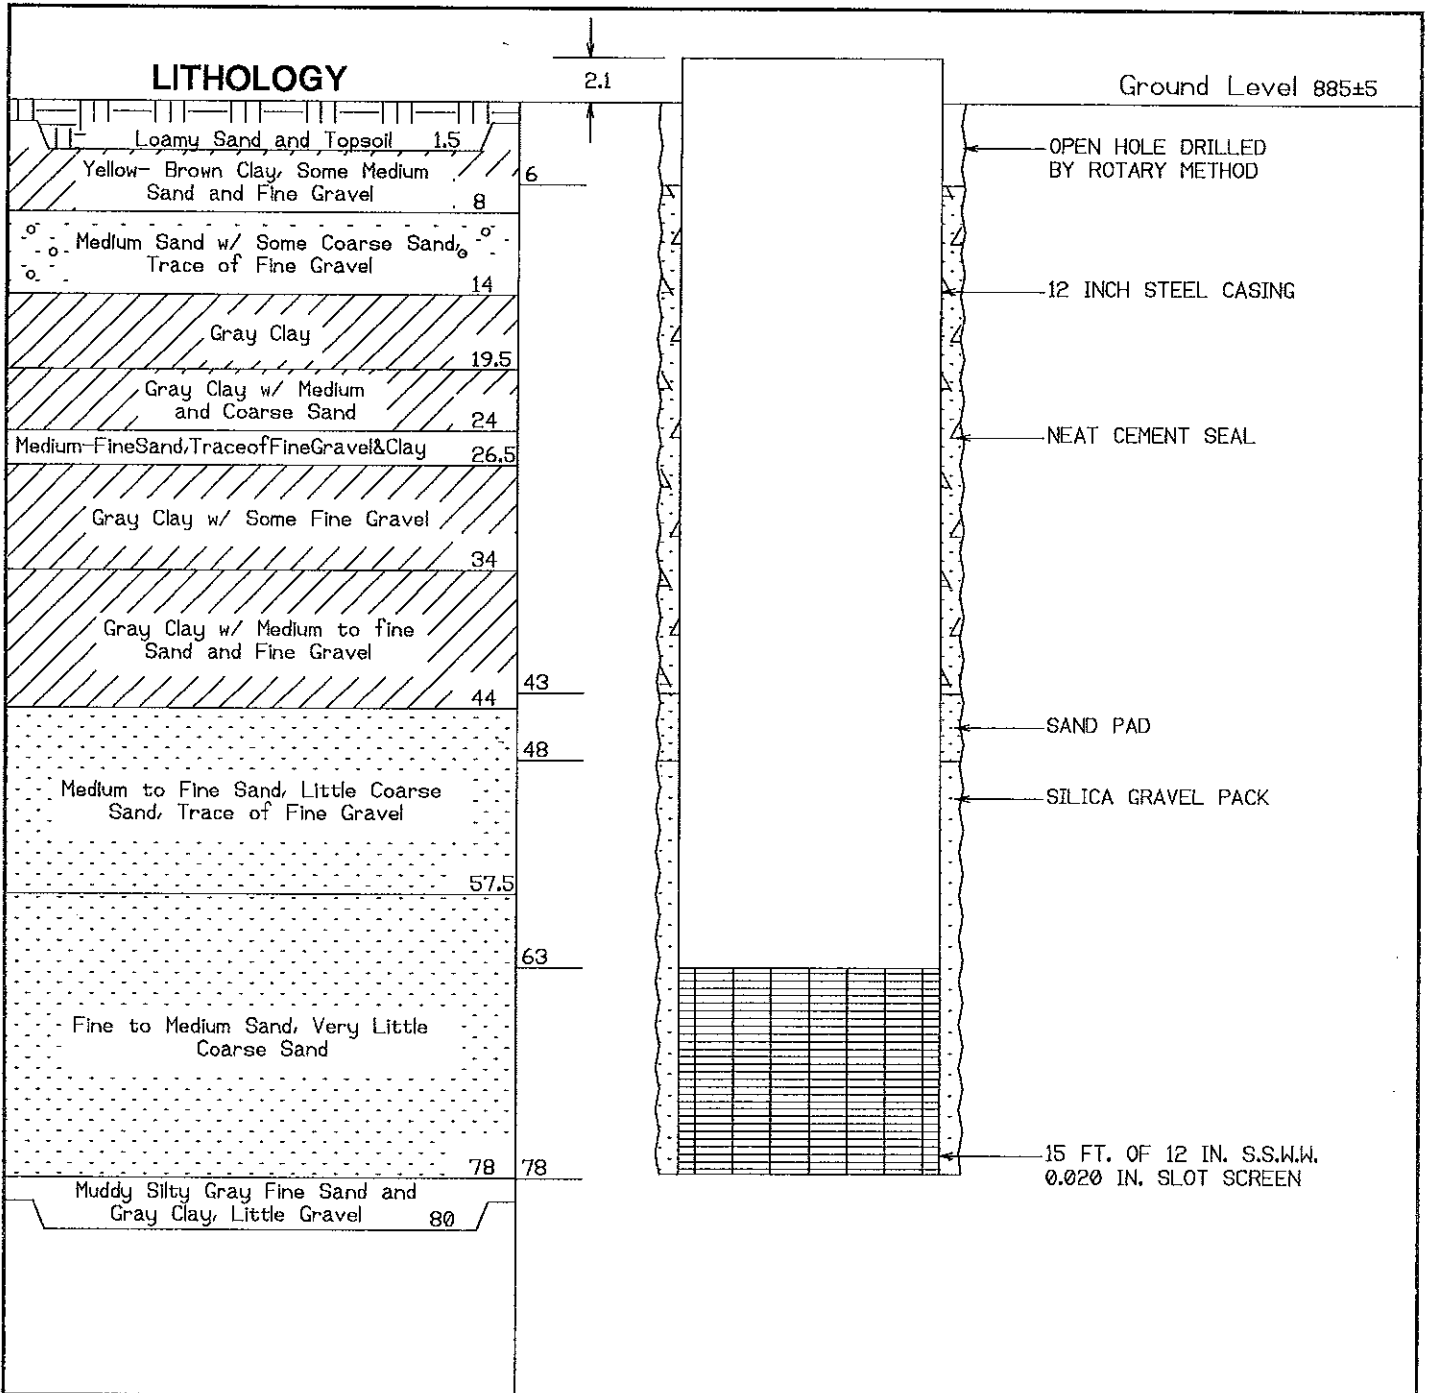 LITHOLOGY
2.1
Ground Level 885±5
Loamy Sand and Topsoil 1.5
Yellow- Brown Clay, Some Medium
Sand and Fine Gravel
8
6
Medium Sand w/ Some Coarse Sand,
Trace of Fine Gravel
14
Gray Clay
19.5
Gray Clay w/ Medium
and Coarse Sand
24
Medium-FineSand,TraceofFineGravel&Clay 26.5
Gray Clay w/ Some Fine Gravel
34
Gray Clay w/ Medium to fine
Sand and Fine Gravel
44
43
48
Medium to Fine Sand, Little Coarse
Sand, Trace of Fine Gravel
57.5
63
Fine to Medium Sand, Very Little
Coarse Sand
78
78
Muddy Silty Gray Fine Sand and
Gray Clay, Little Gravel 80
OPEN HOLE DRILLED
BY ROTARY METHOD
12 INCH STEEL CASING
NEAT CEMENT SEAL
SAND PAD
SILICA GRAVEL PACK
15 FT. OF 12 IN. S.S.W.W.
0.020 IN. SLOT SCREEN